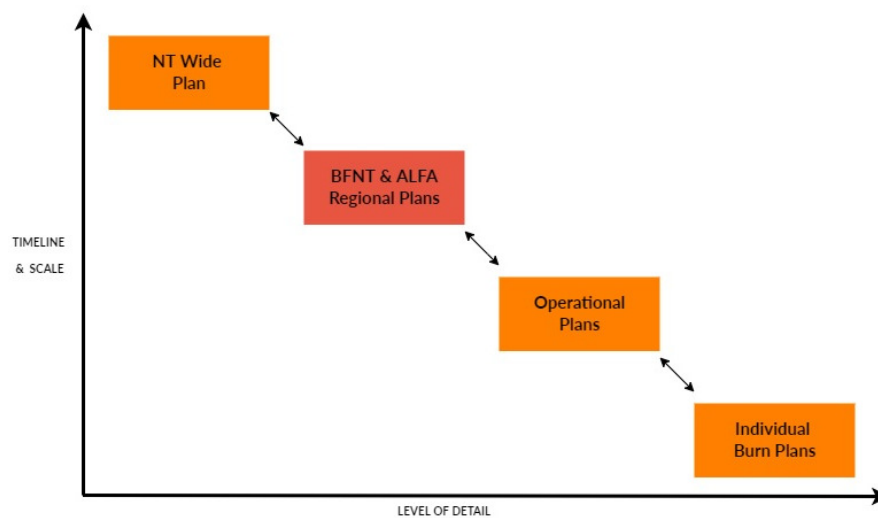 NT Wide
Plan
BFNT & ALFA
Regional Plans
TIMELINE
& SCALE
Operational
Plans
Individual
Burn Plans
LEVEL OF DETAIL